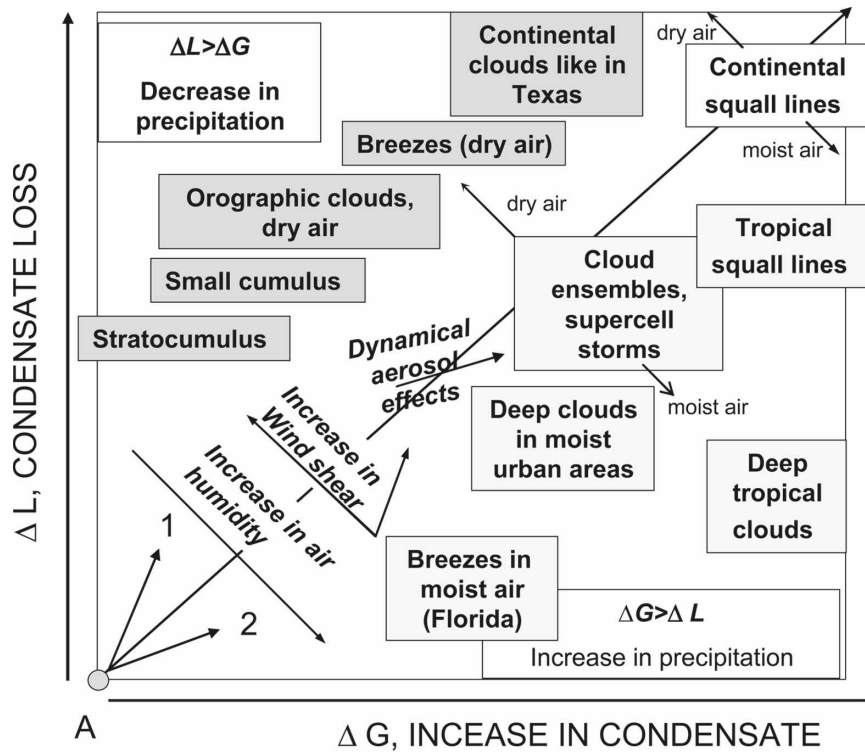 ΔL>ΔG
Decrease in
precipitation
Continental
clouds like in
Texas
dry air
Continental
squall lines
moist air
Breezes (dry air)
Orographic clouds,
dry air
dry air
Tropical
squall lines
Small cumulus
Cloud
ensembles,
supercell
storms
Stratocumulus
Dynamical
aerosol
effects
moist air
Increase in
Wind shear
Deep clouds
in moist
urban areas
Increase in air
humidity
Deep
tropical
clouds
1
2
Breezes in
moist air
(Florida)
ΔG>Δ L
Increase in precipitation
A
Δ L, CONDENSATE LOSS
Δ G, INCEASE IN CONDENSATE